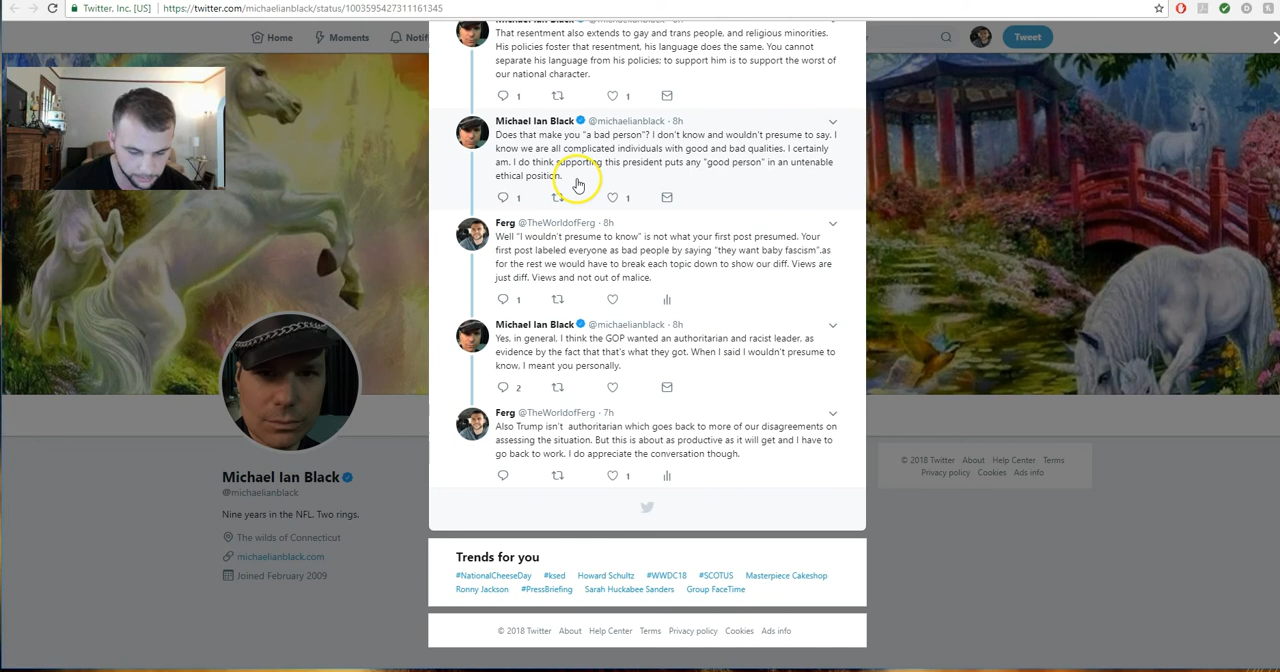 Twitter, Inc. [US] https://twitter.com/michaelianblack/status/1003595427311161345
Home Moments Notifi
Tweet
Michael Ian Black @michaelianblack · 8h
That resentment also extends to gay and trans people, and religious minorities.
His policies foster that resentment, his language does the same. You cannot
separate his language from his policies; to support him is to support the worst of
our national character.
1 1
Michael Ian Black @michaelianblack · 8h
Does that make you "a bad person"? I don't know and wouldn't presume to say. I
know we are all complicated individuals with good and bad qualities. I certainly
am. I do think supporting this president puts any "good person" in an untenable
ethical position.
1 1
Ferg @TheWorldofFerg · 8h
Well "I wouldn't presume to know" is not what your first post presumed. Your
first post labeled everyone as bad people by saying "they want baby fascism".as
for the rest we would have to break each topic down to show our diff. Views are
just diff. Views and not out of malice.
1
Michael Ian Black @michaelianblack · 8h
Yes, in general, I think the GOP wanted an authoritarian and racist leader, as
evidence by the fact that that's what they got. When I said I wouldn't presume to
know, I meant you personally.
2
Ferg @TheWorldofFerg · 7h
Also Trump isn't authoritarian which goes back to more of our disagreements on
assessing the situation. But this is about as productive as it will get and I have to
go back to work. I do appreciate the conversation though.
1
Michael Ian Black
@michaelianblack
Nine years in the NFL. Two rings.
The wilds of Connecticut
michaelianblack.com
Joined February 2009
© 2018 Twitter About Help Center Terms
Privacy policy Cookies Ads info
Trends for you
#NationalCheeseDay #ksed Howard Schultz #WWDC18 #SCOTUS Masterpiece Cakeshop
Ronny Jackson #PressBriefing Sarah Huckabee Sanders Group FaceTime
© 2018 Twitter About Help Center Terms Privacy policy Cookies Ads info